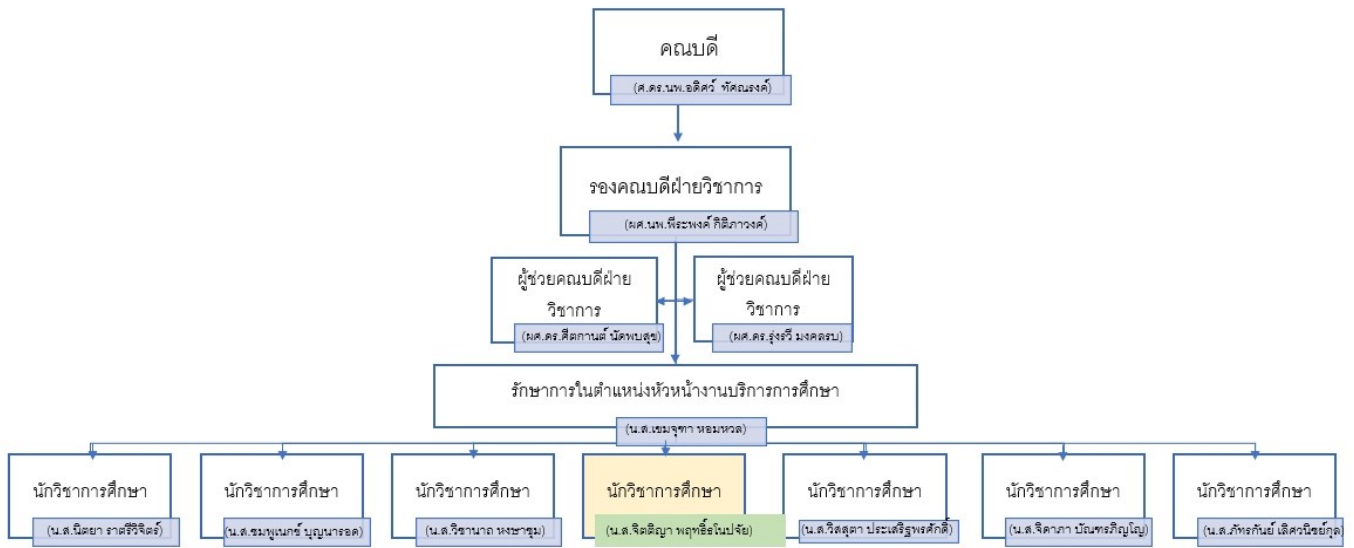 คณบดี
(ศ.ดร.นพ.อดิศว์ ทัศณรงค์)
รองคณบดีฝ่ายวิชาการ
(ผศ.นพ.พีระพงค์ กิติภาวงค์)
ผู้ช่วยคณบดีฝ่าย
วิชาการ
(ผศ.ดร.ศีตกานต์ นัดพบสุข)
ผู้ช่วยคณบดีฝ่าย
วิชาการ
(ผศ.ดร.รุ่งรวี มงคลรบ)
รักษาการในตำแหน่งหัวหน้างานบริการการศึกษา
(น.ส.เขมจุฑา หอมหวล)
นักวิชาการศึกษา
(น.ส.นิตยา ราตรีวิจิตร์)
นักวิชาการศึกษา
(น.ส.ชมพูเนกข์ บุญนารอด)
นักวิชาการศึกษา
(น.ส.วิชานาถ หงษาชุม)
นักวิชาการศึกษา
(น.ส.จิตติญา พฤทธิ์ธโนปจัย)
นักวิชาการศึกษา
(น.ส.วิสสุตา ประเสริฐพรศักดิ์)
นักวิชาการศึกษา
(น.ส.จิดาภา บัณฑรภิญโญ)
นักวิชาการศึกษา
(น.ส.ภัทรกันย์ เลิศวนิชย์กุล)